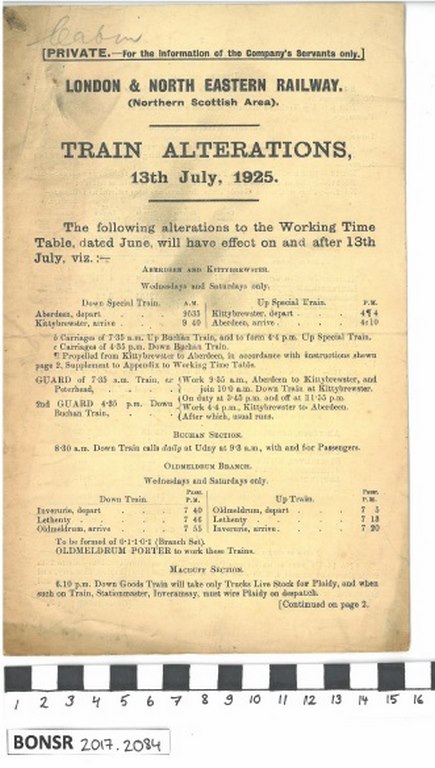 Cabin
[PRIVATE.—For the information of the Company's Servants only.]
LONDON & NORTH EASTERN RAILWAY.
(Northern Scottish Area).
TRAIN ALTERATIONS,
13th July, 1925.
The following alterations to the Working Time
Table, dated June, will have effect on and after 13th
July, viz. :—
ABERDEEN AND KITTYBREWSTER.
Wednesdays and Saturdays only.
Down Special Train. A.M. Up Special Train. P.M.
Aberdeen, depart . . . 9b35 Kittybrewster, depart . . 4¶4
Kittybrewster, arrive . . 9 40 Aberdeen, arrive . . . 4c10
b Carriages of 7·35 a.m. Up Buchan Train, and to form 4·4 p.m. Up Special Train.
c Carriages of 4·35 p.m. Down Buchan Train.
¶ Propelled from Kittybrewster to Aberdeen, in accordance with instructions shown
page 2, Supplement to Appendix to Working Time Table.
GUARD of 7·35 a.m. Train, ex Peterhead, { Work 9·35 a.m., Aberdeen to Kittybrewster, and
join 10·0 a.m. Down Train at Kittybrewster.
2nd GUARD 4·35 p.m. Down Buchan Train, { On duty at 3·45 p.m. and off at 11·55 p.m.
Work 4·4 p.m., Kittybrewster to Aberdeen.
After which, usual runs.
BUCHAN SECTION.
8·30 a.m. Down Train calls daily at Udny at 9·3 a.m., with and for Passengers.
OLDMELDRUM BRANCH.
Wednesdays and Saturdays only.
Down Train. Pass. P.M. Up Train. Pass. P.M.
Inverurie, depart . . . 7 40 Oldmeldrum, depart . . 7 5
Lethenty . . . . 7 46 Lethenty . . . . 7 13
Oldmeldrum, arrive . . 7 55 Inverurie, arrive . . . 7 20
To be formed of 0·1·1·0·1 (Branch Set).
OLDMELDRUM PORTER to work these Trains.
MACDUFF SECTION.
6.10 p.m. Down Goods Train will take only Trucks Live Stock for Plaidy, and when
such on Train, Stationmaster, Inveramsay, must wire Plaidy on despatch.
[Continued on page 2.
1 2 3 4 5 6 7 8 9 10 11 12 13 14 15 16
BONSR 2017.2084